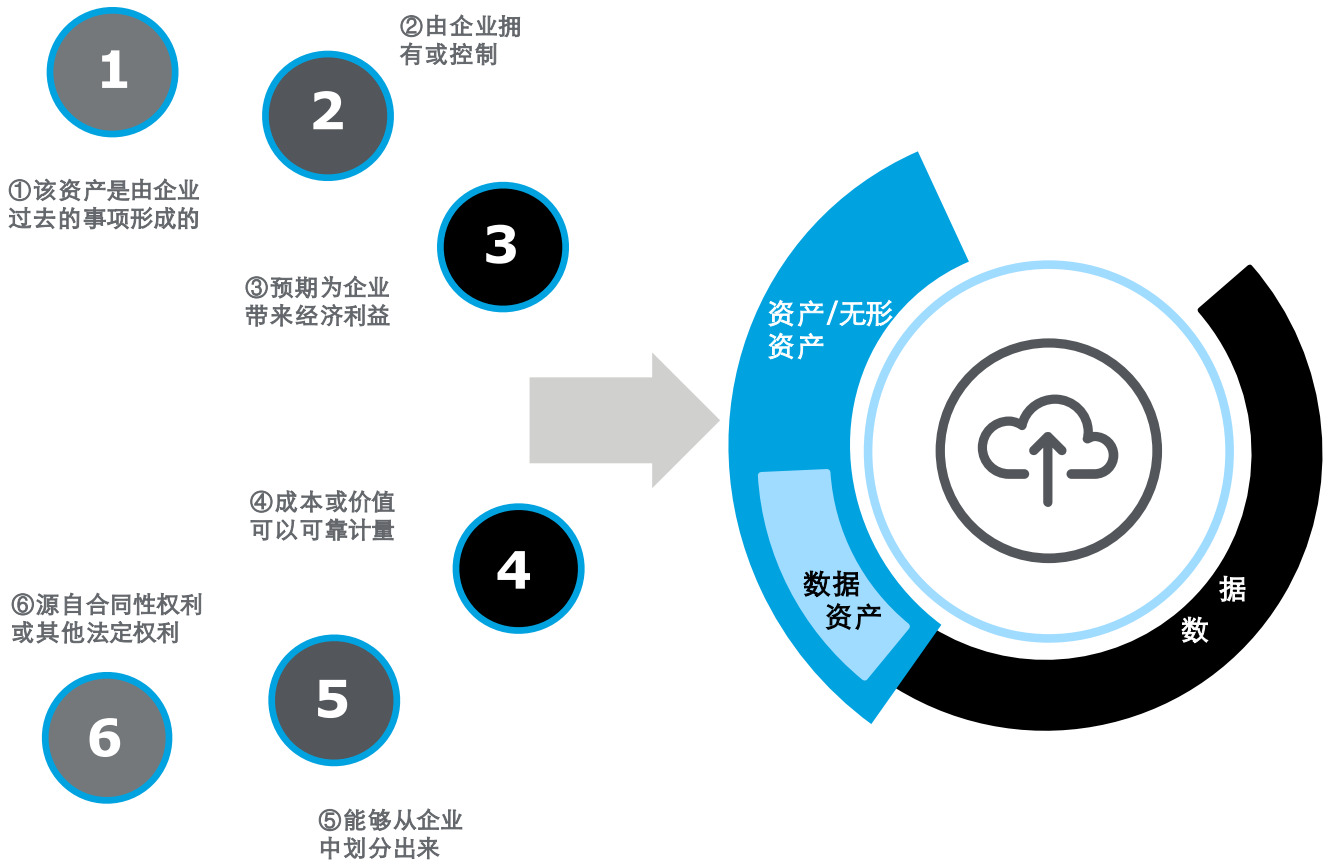 1
①该资产是由企业
过去的事项形成的
2
②由企业拥
有或控制
3
③预期为企业
带来经济利益
4
④成本或价值
可以可靠计量
5
⑤能够从企业
中划分出来
6
⑥源自合同性权利
或其他法定权利
资产/无形
资产
数据
资产
数据